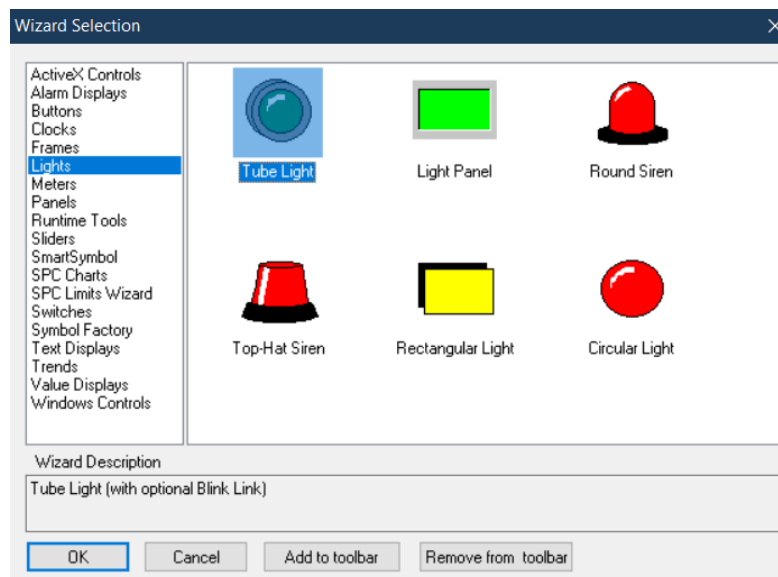 Wizard Selection
ActiveX Controls
Alarm Displays
Buttons
Clocks
Frames
Lights
Meters
Panels
Runtime Tools
Sliders
SmartSymbol
SPC Charts
SPC Limits Wizard
Switches
Symbol Factory
Text Displays
Trends
Value Displays
Windows Controls
Tube Light
Light Panel
Round Siren
Top-Hat Siren
Rectangular Light
Circular Light
Wizard Description
Tube Light (with optional Blink Link)
OK
Cancel
Add to toolbar
Remove from toolbar